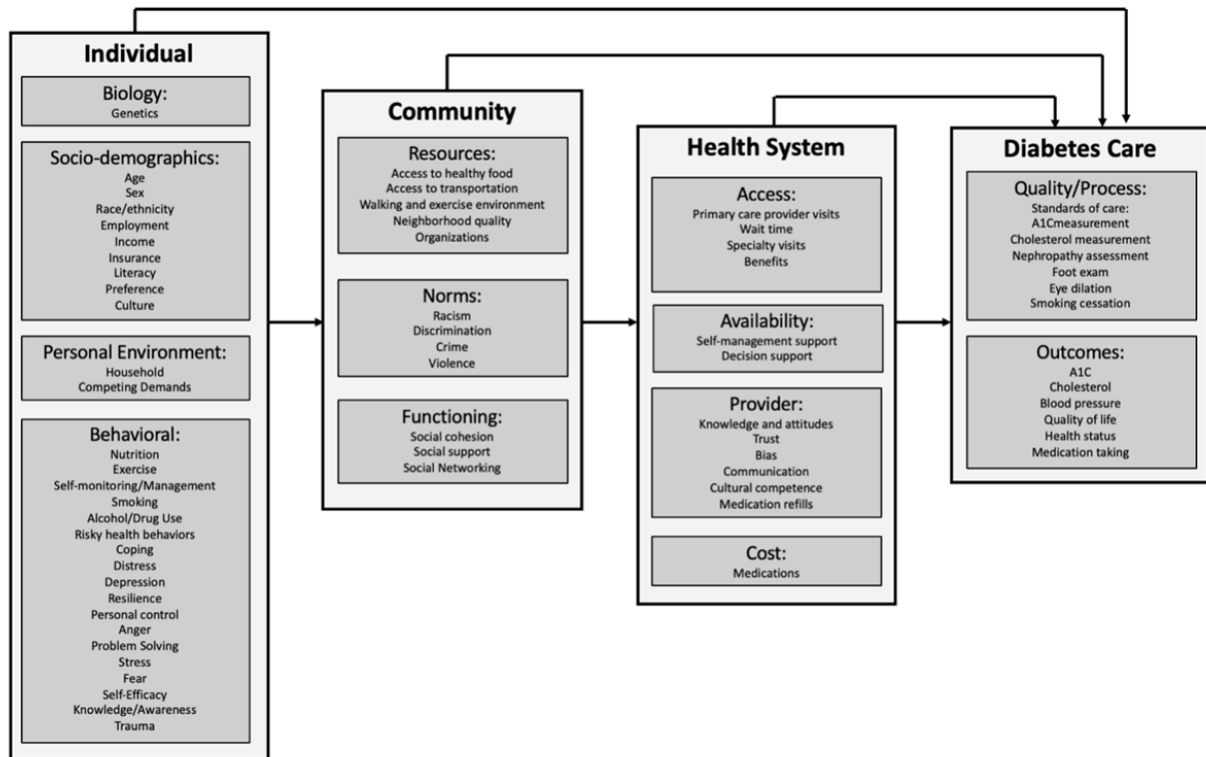 Individual
Biology:
Genetics
Socio-demographics:
Age
Sex
Race/ethnicity
Employment
Income
Insurance
Literacy
Preference
Culture
Personal Environment:
Household
Competing Demands
Behavioral:
Nutrition
Exercise
Self-monitoring/Management
Smoking
Alcohol/Drug Use
Risky health behaviors
Coping
Distress
Depression
Resilience
Personal control
Anger
Problem Solving
Stress
Fear
Self-Efficacy
Knowledge/Awareness
Trauma
Community
Resources:
Access to healthy food
Access to transportation
Walking and exercise environment
Neighborhood quality
Organizations
Norms:
Racism
Discrimination
Crime
Violence
Functioning:
Social cohesion
Social support
Social Networking
Health System
Access:
Primary care provider visits
Wait time
Specialty visits
Benefits
Availability:
Self-management support
Decision support
Provider:
Knowledge and attitudes
Trust
Bias
Communication
Cultural competence
Medication refills
Cost:
Medications
Diabetes Care
Quality/Process:
Standards of care:
A1Cmeasurement
Cholesterol measurement
Nephropathy assessment
Foot exam
Eye dilation
Smoking cessation
Outcomes:
A1C
Cholesterol
Blood pressure
Quality of life
Health status
Medication taking